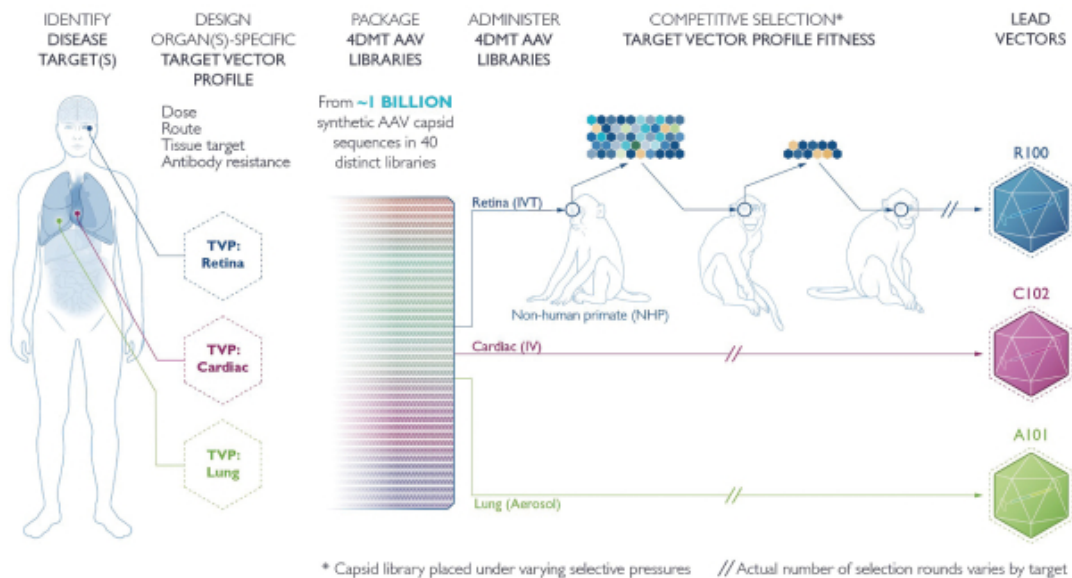 IDENTIFY
DISEASE
TARGET(S)
DESIGN
ORGAN(S)-SPECIFIC
TARGET VECTOR
PROFILE
PACKAGE
4DMT AAV
LIBRARIES
ADMINISTER
4DMT AAV
LIBRARIES
COMPETITIVE SELECTION*
TARGET VECTOR PROFILE FITNESS
LEAD
VECTORS
Dose
Route
Tissue target
Antibody resistance
From ~1 BILLION
synthetic AAV capsid
sequences in 40
distinct libraries
TVP:
Retina
TVP:
Cardiac
TVP:
Lung
Retina (IVT)
Non-human primate (NHP)
Cardiac (IV)
Lung (Aerosol)
R100
C102
A101
* Capsid library placed under varying selective pressures
// Actual number of selection rounds varies by target